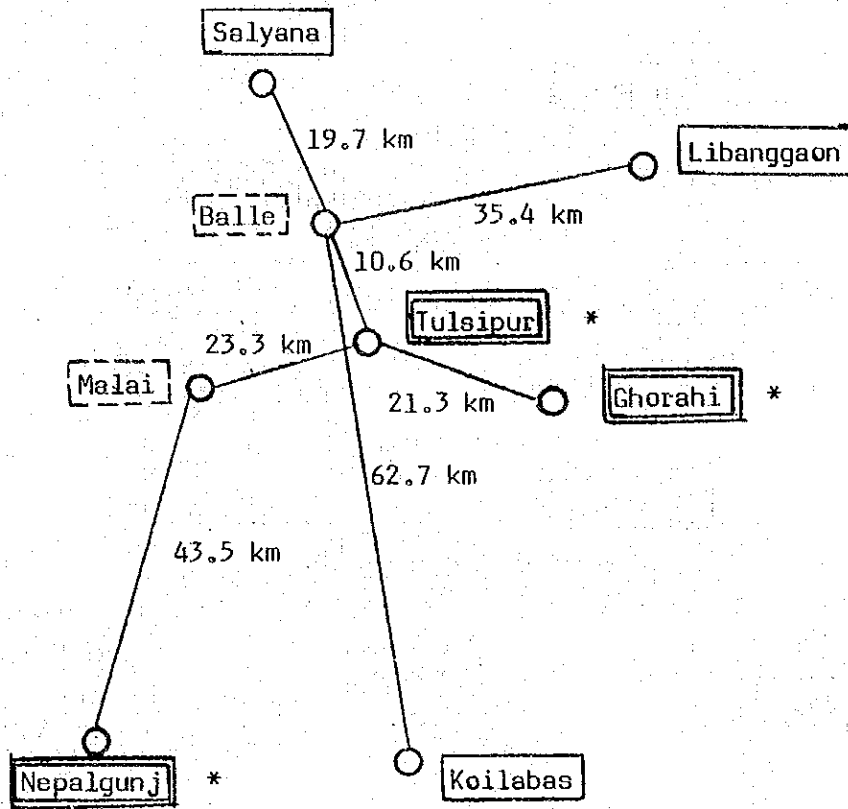 Salyana
19.7 km
Libanggaon
Balle
35.4 km
10.6 km
Tulsipur *
23.3 km
Malai
21.3 km
Ghorahi *
62.7 km
43.5 km
Nepalgunj *
Koilabas